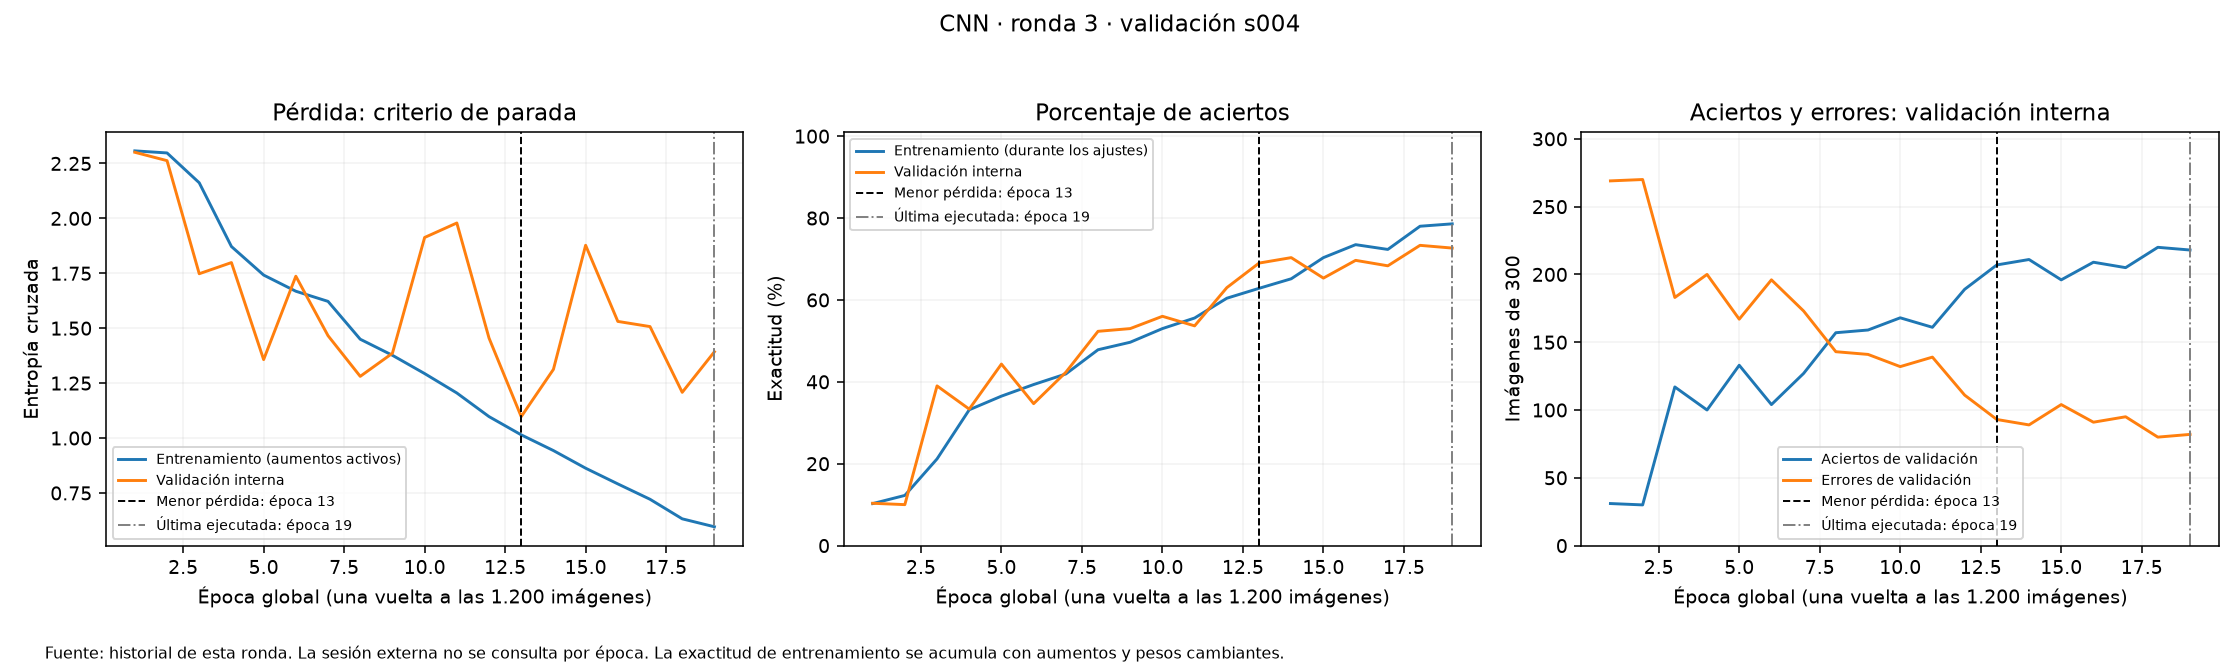 CNN · ronda 3 · validación s004
Pérdida: criterio de parada
Entropía cruzada
2.25
2.00
1.75
1.50
1.25
1.00
0.75
Entrenamiento (aumentos activos)
Validación interna
Menor pérdida: época 13
Última ejecutada: época 19
2.5 5.0 7.5 10.0 12.5 15.0 17.5
Época global (una vuelta a las 1.200 imágenes)
Porcentaje de aciertos
Exactitud (%)
100
80
60
40
20
0
Entrenamiento (durante los ajustes)
Validación interna
Menor pérdida: época 13
Última ejecutada: época 19
2.5 5.0 7.5 10.0 12.5 15.0 17.5
Época global (una vuelta a las 1.200 imágenes)
Aciertos y errores: validación interna
Imágenes de 300
300
250
200
150
100
50
0
Aciertos de validación
Errores de validación
Menor pérdida: época 13
Última ejecutada: época 19
2.5 5.0 7.5 10.0 12.5 15.0 17.5
Época global (una vuelta a las 1.200 imágenes)
Fuente: historial de esta ronda. La sesión externa no se consulta por época. La exactitud de entrenamiento se acumula con aumentos y pesos cambiantes.